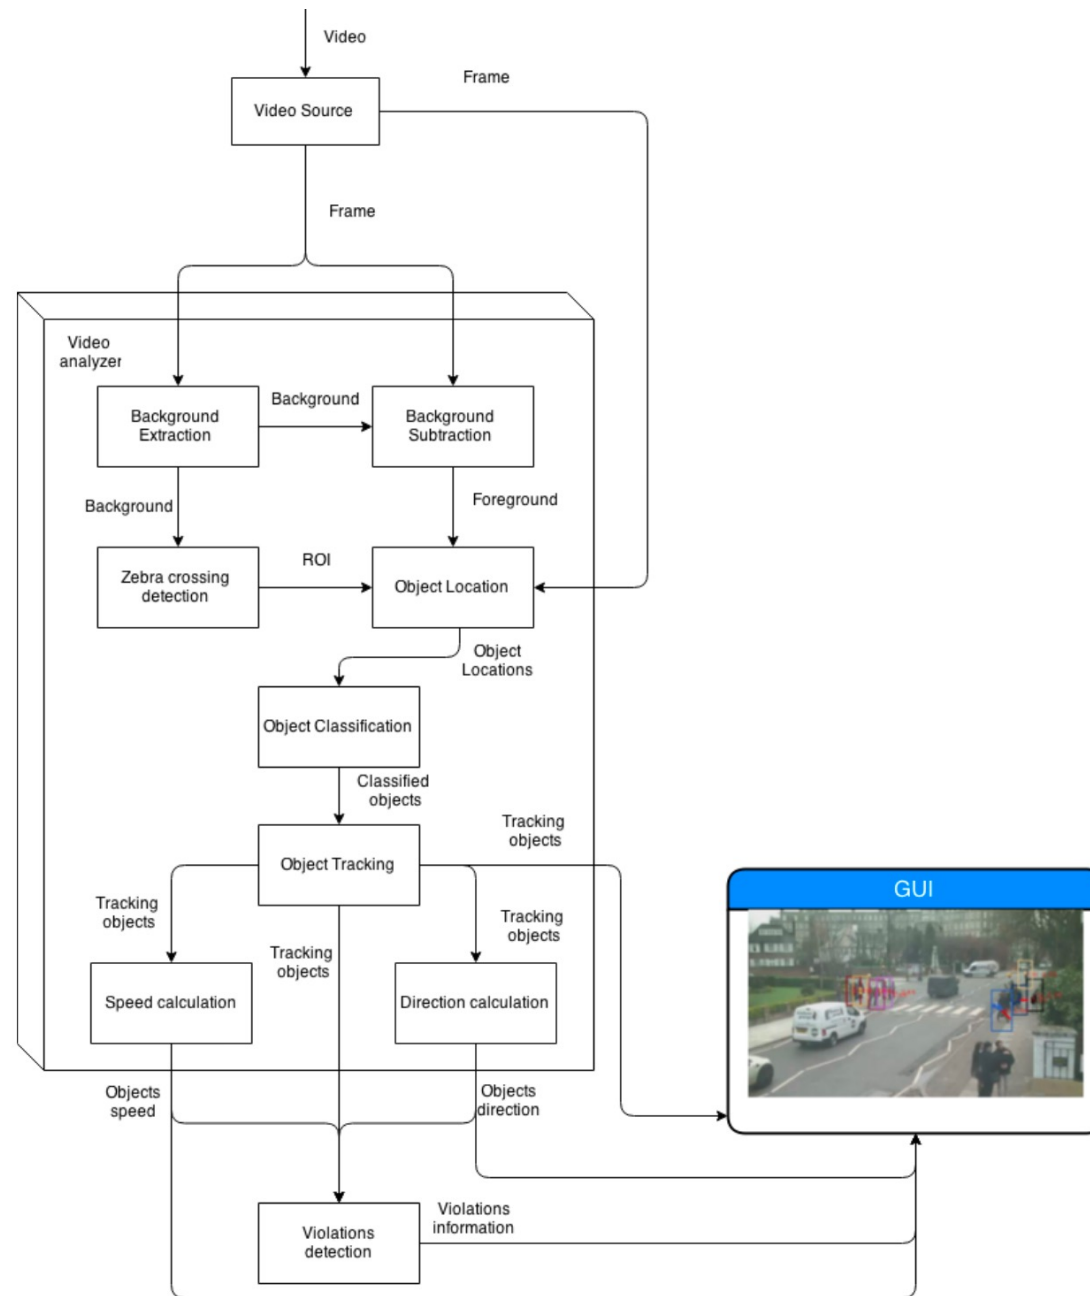 Video
Frame
Video Source
Frame
Video
analyzer
Background
Extraction
Background
Background
Subtraction
Background
Foreground
Zebra crossing
detection
ROI
Object Location
Object
Locations
Object Classification
Classified
objects
Tracking
objects
Object Tracking
GUI
Tracking
objects
Tracking
objects
Tracking
objects
Speed calculation
Direction calculation
Objects
speed
Objects
direction
Violations
detection
Violations
information